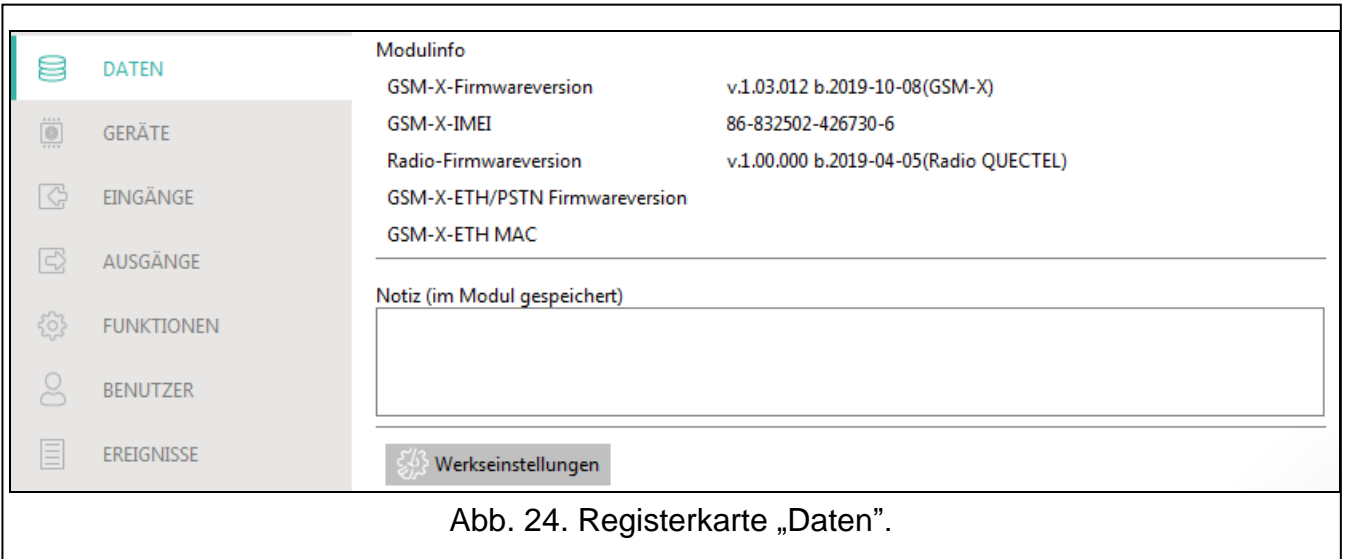 DATEN
GERÄTE
EINGÄNGE
AUSGÄNGE
FUNKTIONEN
BENUTZER
EREIGNISSE
Modulinfo
GSM-X-Firmwareversion v.1.03.012 b.2019-10-08(GSM-X)
GSM-X-IMEI 86-832502-426730-6
Radio-Firmwareversion v.1.00.000 b.2019-04-05(Radio QUECTEL)
GSM-X-ETH/PSTN Firmwareversion
GSM-X-ETH MAC
Notiz (im Modul gespeichert)
Werkseinstellungen
Abb. 24. Registerkarte „Daten”.